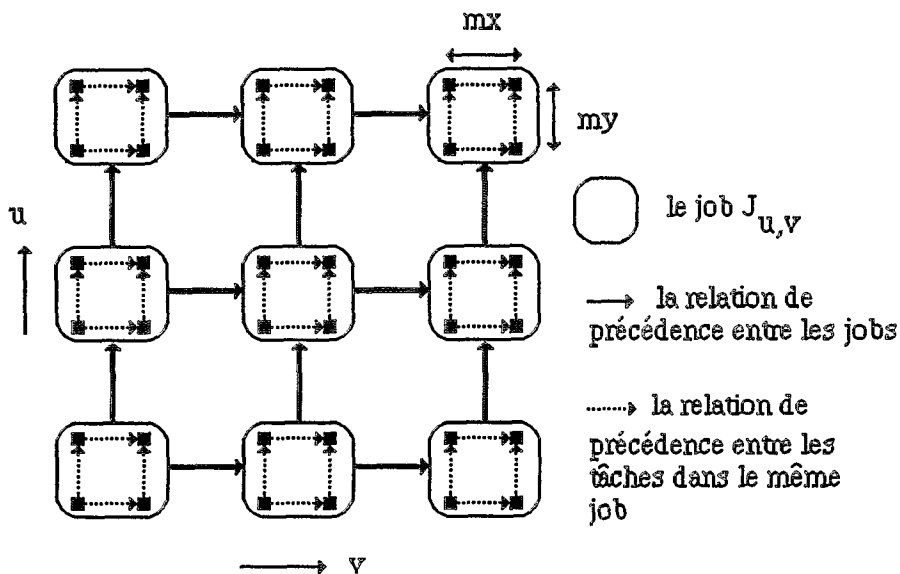 mx
my
u
le job J_{u,v}
la relation de
précédence entre les jobs
la relation de
précédence entre les
tâches dans le même
job
v